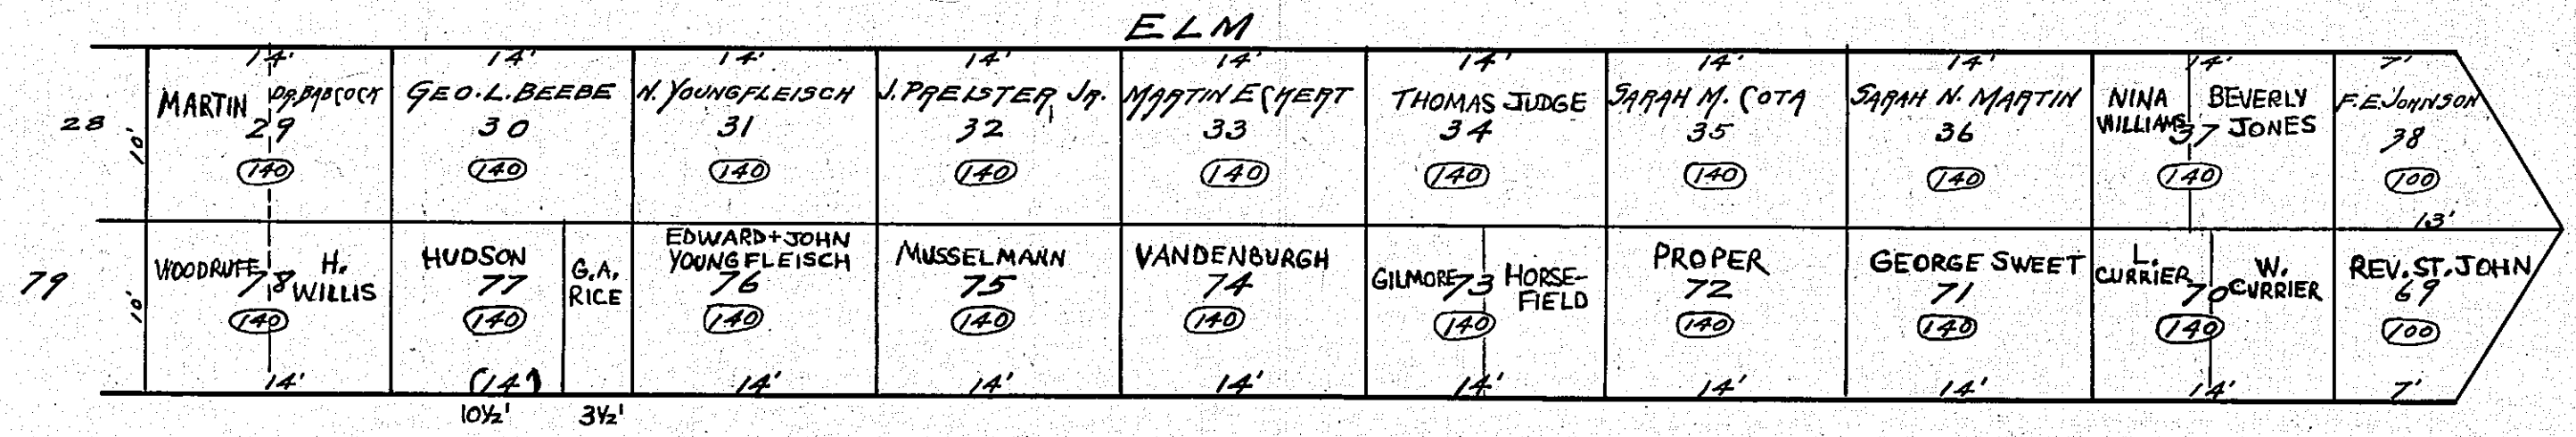 ELM
14' 14' 14' 14' 14' 14' 14' 14' 14' 7'
28 10'
MARTIN DR. BABCOCK
29
140
GEO. L. BEEBE
30
140
N. YOUNGFLEISCH
31
140
J. PREISTER, JR.
32
140
MARTIN ECKERT
33
140
THOMAS JUDGE
34
140
SARAH M. COTA
35
140
SARAH N. MARTIN
36
140
NINA
WILLIAMS
37
BEVERLY
JONES
140
F. E. JOHNSON
38
100
13'
79 10'
WOODRUFF
78
H.
WILLIS
140
14'
HUDSON
77
140
(14')
10½'
G.A.
RICE
3½'
EDWARD + JOHN
YOUNGFLEISCH
76
140
14'
MUSSELMANN
75
140
14'
VANDENBURGH
74
140
14'
GILMORE
73
HORSE-
FIELD
140
14'
PROPER
72
140
14'
GEORGE SWEET
71
140
14'
L.
CURRIER
70
W.
CURRIER
140
14'
REV. ST. JOHN
69
100
7'